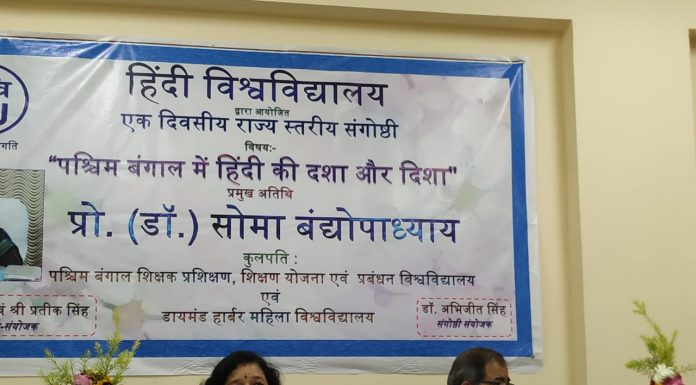 हिंदी विश्वविद्यालय
द्वारा आयोजित
एक दिवसीय राज्य स्तरीय संगोष्ठी
विषय:-
"पश्चिम बंगाल में हिंदी की दशा और दिशा"
प्रमुख अतिथि
प्रो. (डॉ.) सोमा बंद्योपाध्याय
कुलपति :
पश्चिम बंगाल शिक्षक प्रशिक्षण, शिक्षण योजना एवं प्रबंधन विश्वविद्यालय
एवं
डायमंड हार्बर महिला विश्वविद्यालय
वं श्री प्रतीक सिंह
-संयोजक
डॉ. अभिजीत सिंह
संगोष्ठी संयोजक